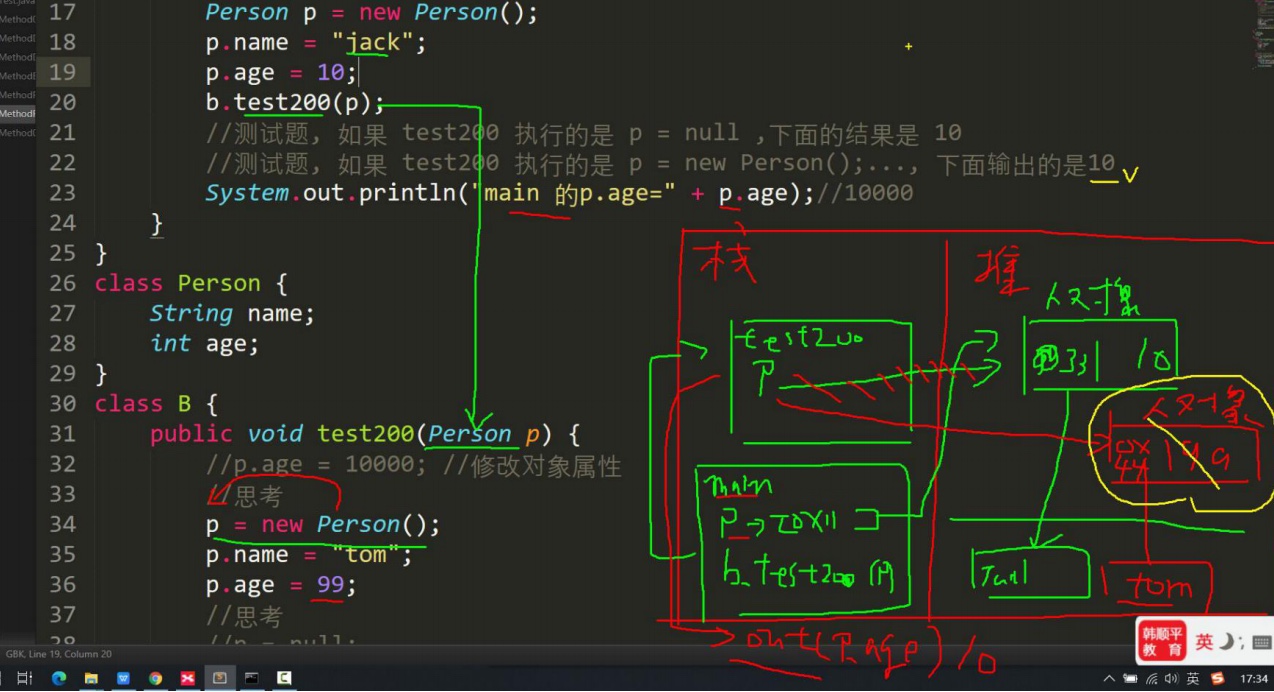 17 Person p = new Person();
18 p.name = "jack";
19 p.age = 10;
20 b.test200(p);
21 //测试题, 如果 test200 执行的是 p = null ,下面的结果是 10
22 //测试题, 如果 test200 执行的是 p = new Person();..., 下面输出的是10
23 System.out.println("main 的p.age=" + p.age);//10000
24 }
25 }
26 class Person {
27 String name;
28 int age;
29 }
30 class B {
31 public void test200(Person p) {
32 //p.age = 10000; //修改对象属性
33 //思考
34 p = new Person();
35 p.name = "tom";
36 p.age = 99;
37 //思考
38 //p = null;
栈
堆
人对象
test200
p
10
人对象
main
b.test200(p)
tom
out(p.age) 10
韩顺平
教 育
英
GBK, Line 19, Column 20
英
17:34